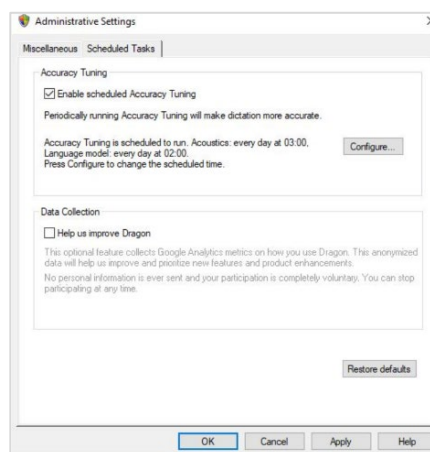 Administrative Settings
Miscellaneous Scheduled Tasks
Accuracy Tuning
Enable scheduled Accuracy Tuning
Periodically running Accuracy Tuning will make dictation more accurate.
Accuracy Tuning is scheduled to run. Acoustics: every day at 03:00,
Language model: every day at 02:00.
Press Configure to change the scheduled time.
Configure...
Data Collection
Help us improve Dragon
This optional feature collects Google Analytics metrics on how you use Dragon. This anonymized
data will help us improve and prioritize new features and product enhancements.
No personal information is ever sent and your participation is completely voluntary. You can stop
participating at any time.
Restore defaults
OK Cancel Apply Help